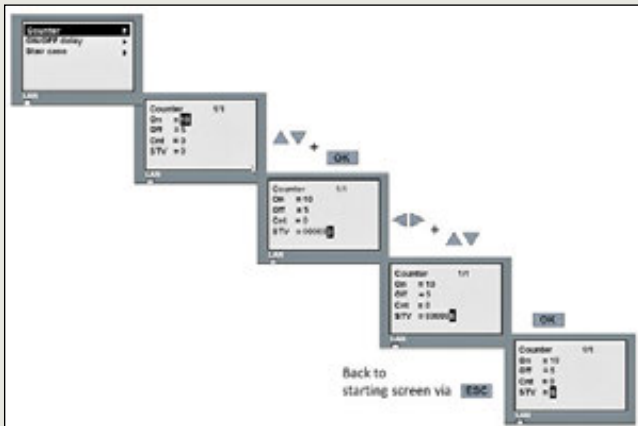 Counter
On/OFF delay
Stair case
LAN
Counter 1/1
On =10
Off =5
Cnt =0
STV =0
LAN
+
OK
Counter 1/1
On =10
Off =5
Cnt =0
LAN
+
Counter 1/1
On =10
Off =5
Cnt =0
LAN
OK
Counter 1/1
On =10
Off =5
Cnt =0
LAN
Back to
starting screen via ESC